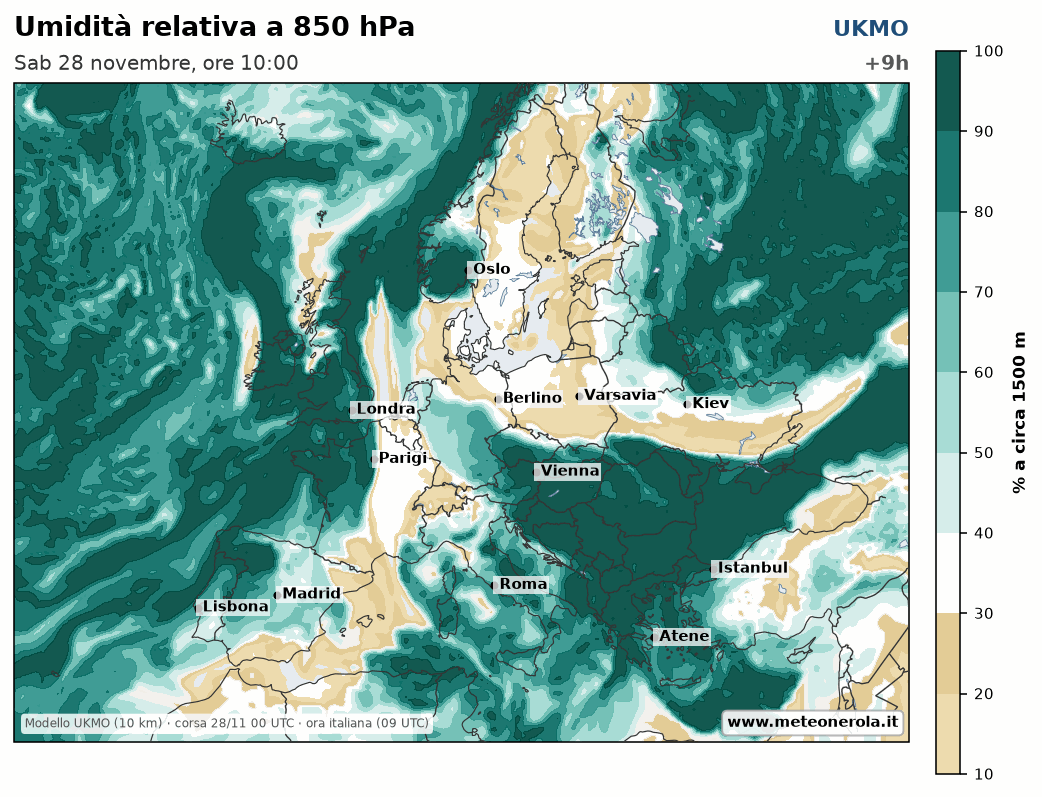 Umidità relativa a 850 hPa
UKMO
Sab 28 novembre, ore 10:00
+9h
100
90
80
70
60
50
40
30
20
10
% a circa 1500 m
Oslo
Londra
Berlino
Varsavia
Kiev
Parigi
Vienna
Istanbul
Roma
Madrid
Lisbona
Atene
Modello UKMO (10 km) · corsa 28/11 00 UTC · ora italiana (09 UTC)
www.meteonerola.it